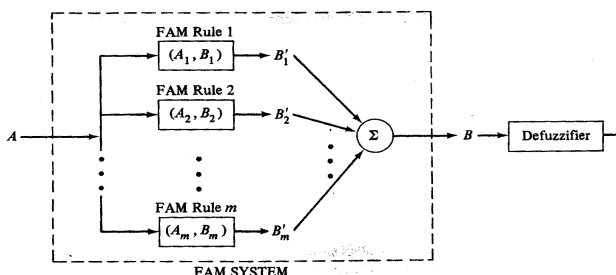 FAM Rule 1
(A₁, B₁)
B′₁
FAM Rule 2
(A₂, B₂)
B′₂
A
Σ
B
Defuzzifier
FAM Rule m
(Aₘ, Bₘ)
B′ₘ
FAM SYSTEM